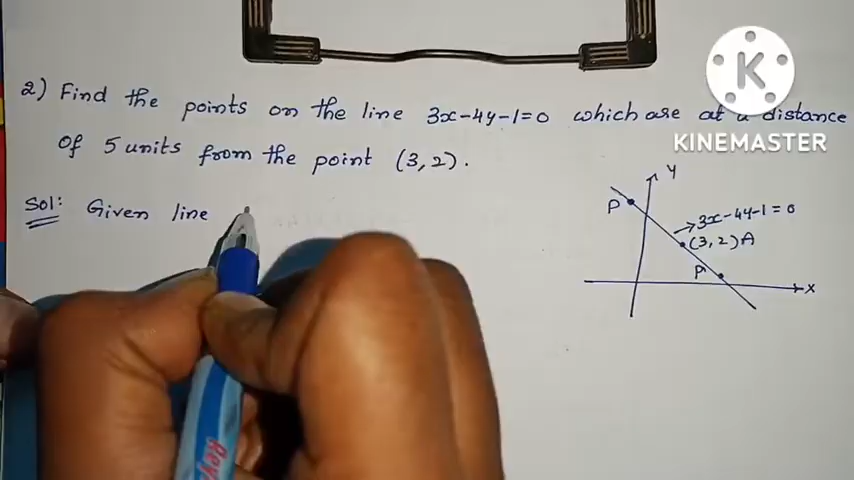 2) Find the points on the line 3x-4y-1=0 which are at a distance
of 5 units from the point (3,2).
Sol: Given line
Y
P
3x-4y-1=0
(3,2)A
P
X
K
KINEMASTER